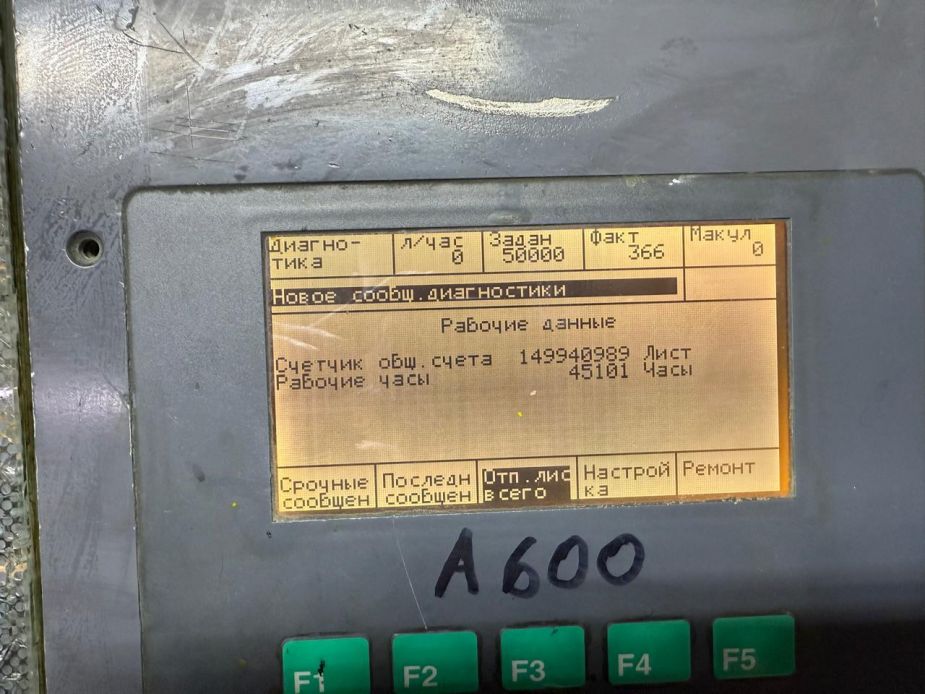 Диагно-
тика
л/час
0
Задан
50000
Факт
366
Макул
0
Новое сообщ.диагностики
Рабочие данные
Счетчик общ.счета 149940989 Лист
Рабочие часы 45101 Часы
Срочные
сообщен
Последн
сообщен
Отп.лис
всего
Настрой
ка
Ремонт
A600
F1
F2
F3
F4
F5